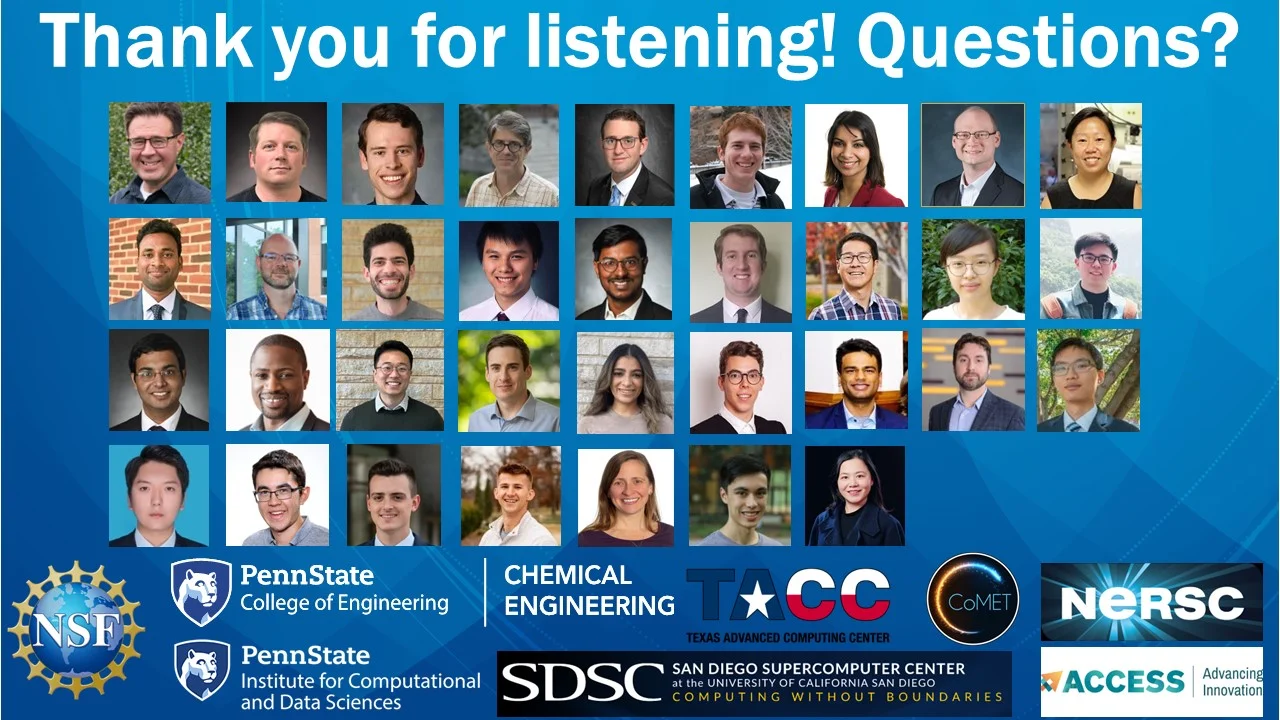 Thank you for listening! Questions?
NSF
PennState
College of Engineering
CHEMICAL
ENGINEERING
TACC
TEXAS ADVANCED COMPUTING CENTER
CoMET
NERSC
PennState
Institute for Computational
and Data Sciences
SDSC
SAN DIEGO SUPERCOMPUTER CENTER
at the UNIVERSITY OF CALIFORNIA SAN DIEGO
COMPUTING WITHOUT BOUNDARIES
ACCESS
Advancing
Innovation